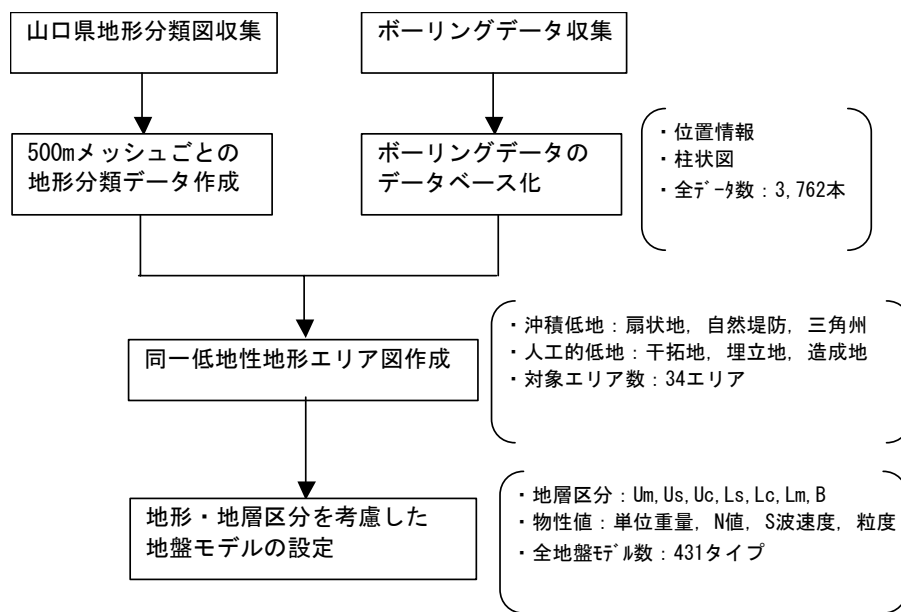 山口県地形分類図収集
ボーリングデータ収集
500mメッシュごとの
地形分類データ作成
ボーリングデータの
データベース化
・位置情報
・柱状図
・全ﾃﾞｰﾀ数：3,762本
同一低地性地形エリア図作成
・沖積低地：扇状地，自然堤防，三角州
・人工的低地：干拓地，埋立地，造成地
・対象エリア数：34エリア
地形・地層区分を考慮した
地盤モデルの設定
・地層区分：Um,Us,Uc,Ls,Lc,Lm,B
・物性値：単位重量，N値，S波速度，粒度
・全地盤ﾓﾃﾞﾙ数：431タイプ